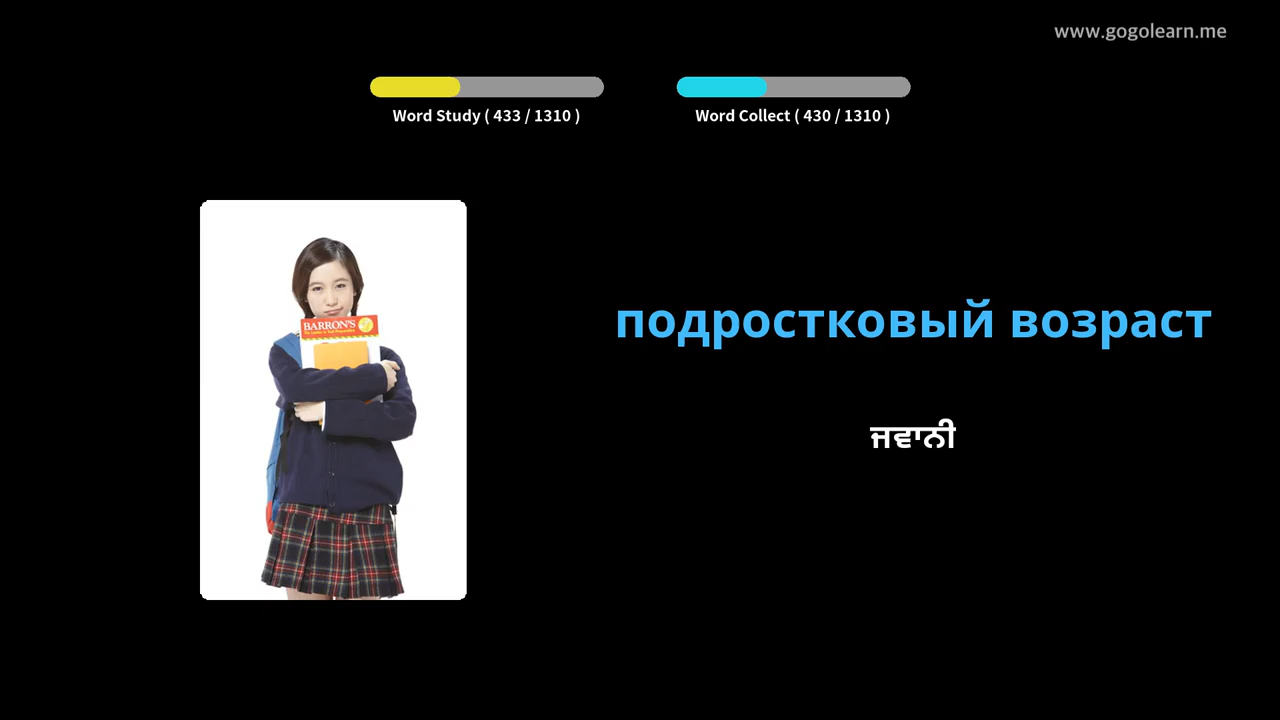 www.gogolearn.me
Word Study ( 433 / 1310 )
Word Collect ( 430 / 1310 )
BARRON'S
подростковый возраст
ਜਵਾਨੀ